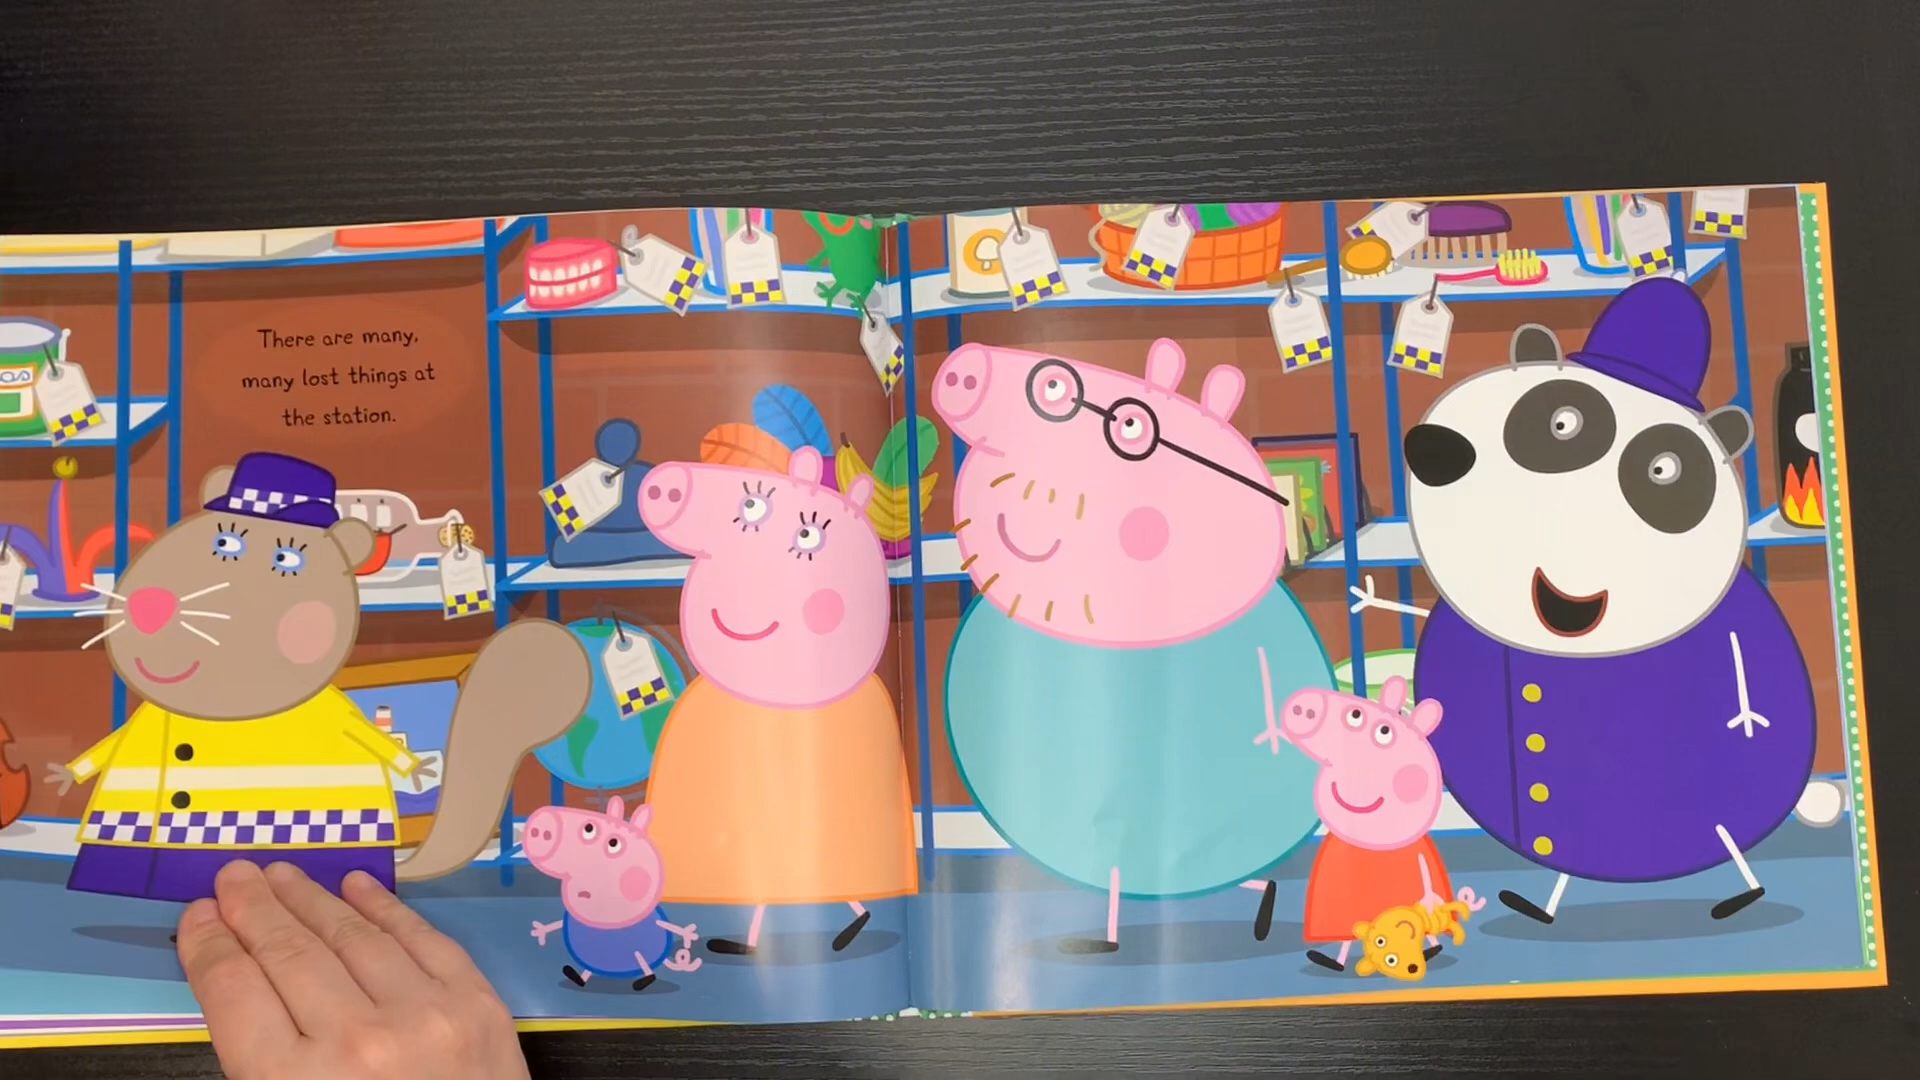 There are many,
many lost things at
the station.